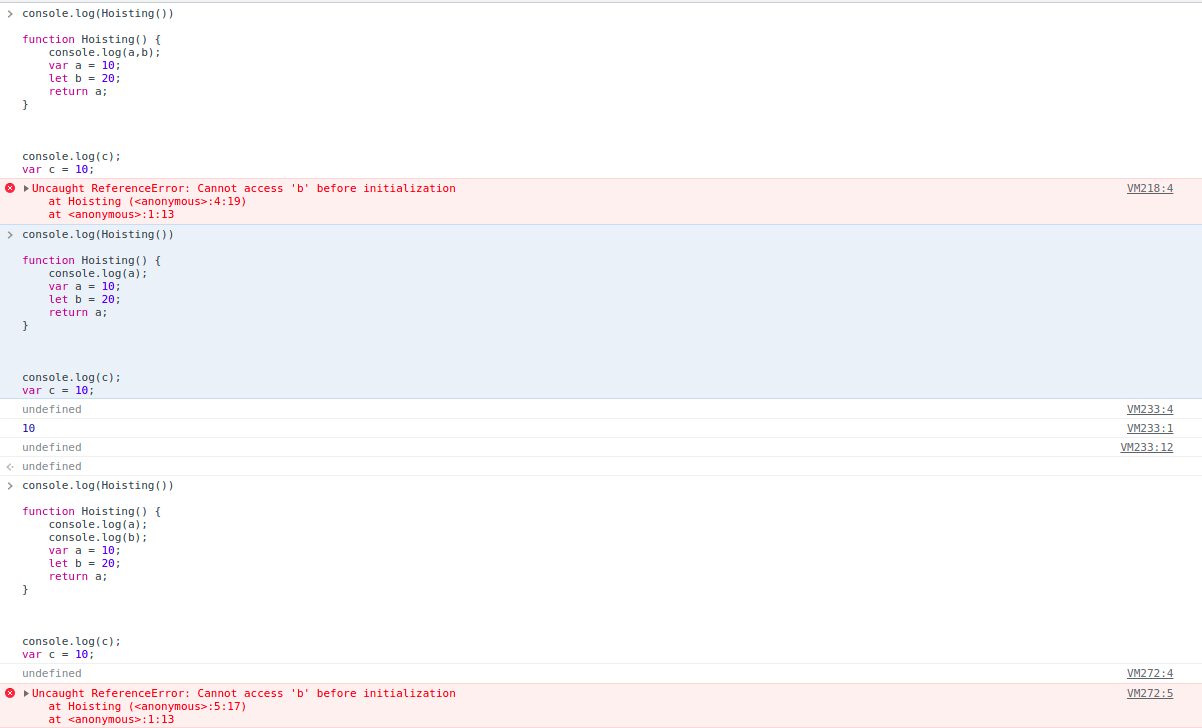 console.log(Hoisting())
function Hoisting() {
    console.log(a,b);
    var a = 10;
    let b = 20;
    return a;
}
console.log(c);
var c = 10;
Uncaught ReferenceError: Cannot access 'b' before initialization VM218:4
    at Hoisting (<anonymous>:4:19)
    at <anonymous>:1:13
console.log(Hoisting())
function Hoisting() {
    console.log(a);
    var a = 10;
    let b = 20;
    return a;
}
console.log(c);
var c = 10;
undefined VM233:4
10 VM233:1
undefined VM233:12
undefined
console.log(Hoisting())
function Hoisting() {
    console.log(a);
    console.log(b);
    var a = 10;
    let b = 20;
    return a;
}
console.log(c);
var c = 10;
undefined VM272:4
Uncaught ReferenceError: Cannot access 'b' before initialization VM272:5
    at Hoisting (<anonymous>:5:17)
    at <anonymous>:1:13